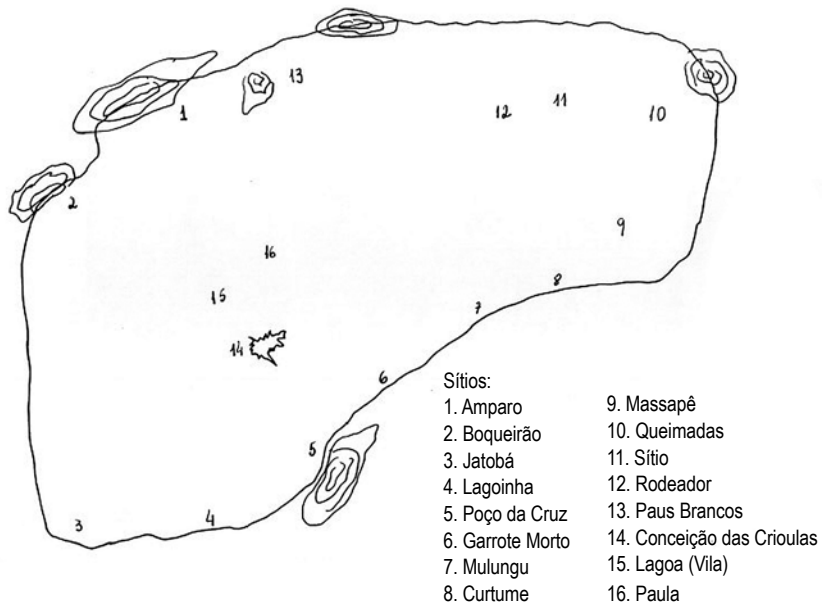 13
1
12
11
10
2
9
16
15
8
7
14
6
5
4
3
Sítios:
1. Amparo
2. Boqueirão
3. Jatobá
4. Lagoinha
5. Poço da Cruz
6. Garrote Morto
7. Mulungu
8. Curtume
9. Massapê
10. Queimadas
11. Sítio
12. Rodeador
13. Paus Brancos
14. Conceição das Crioulas
15. Lagoa (Vila)
16. Paula